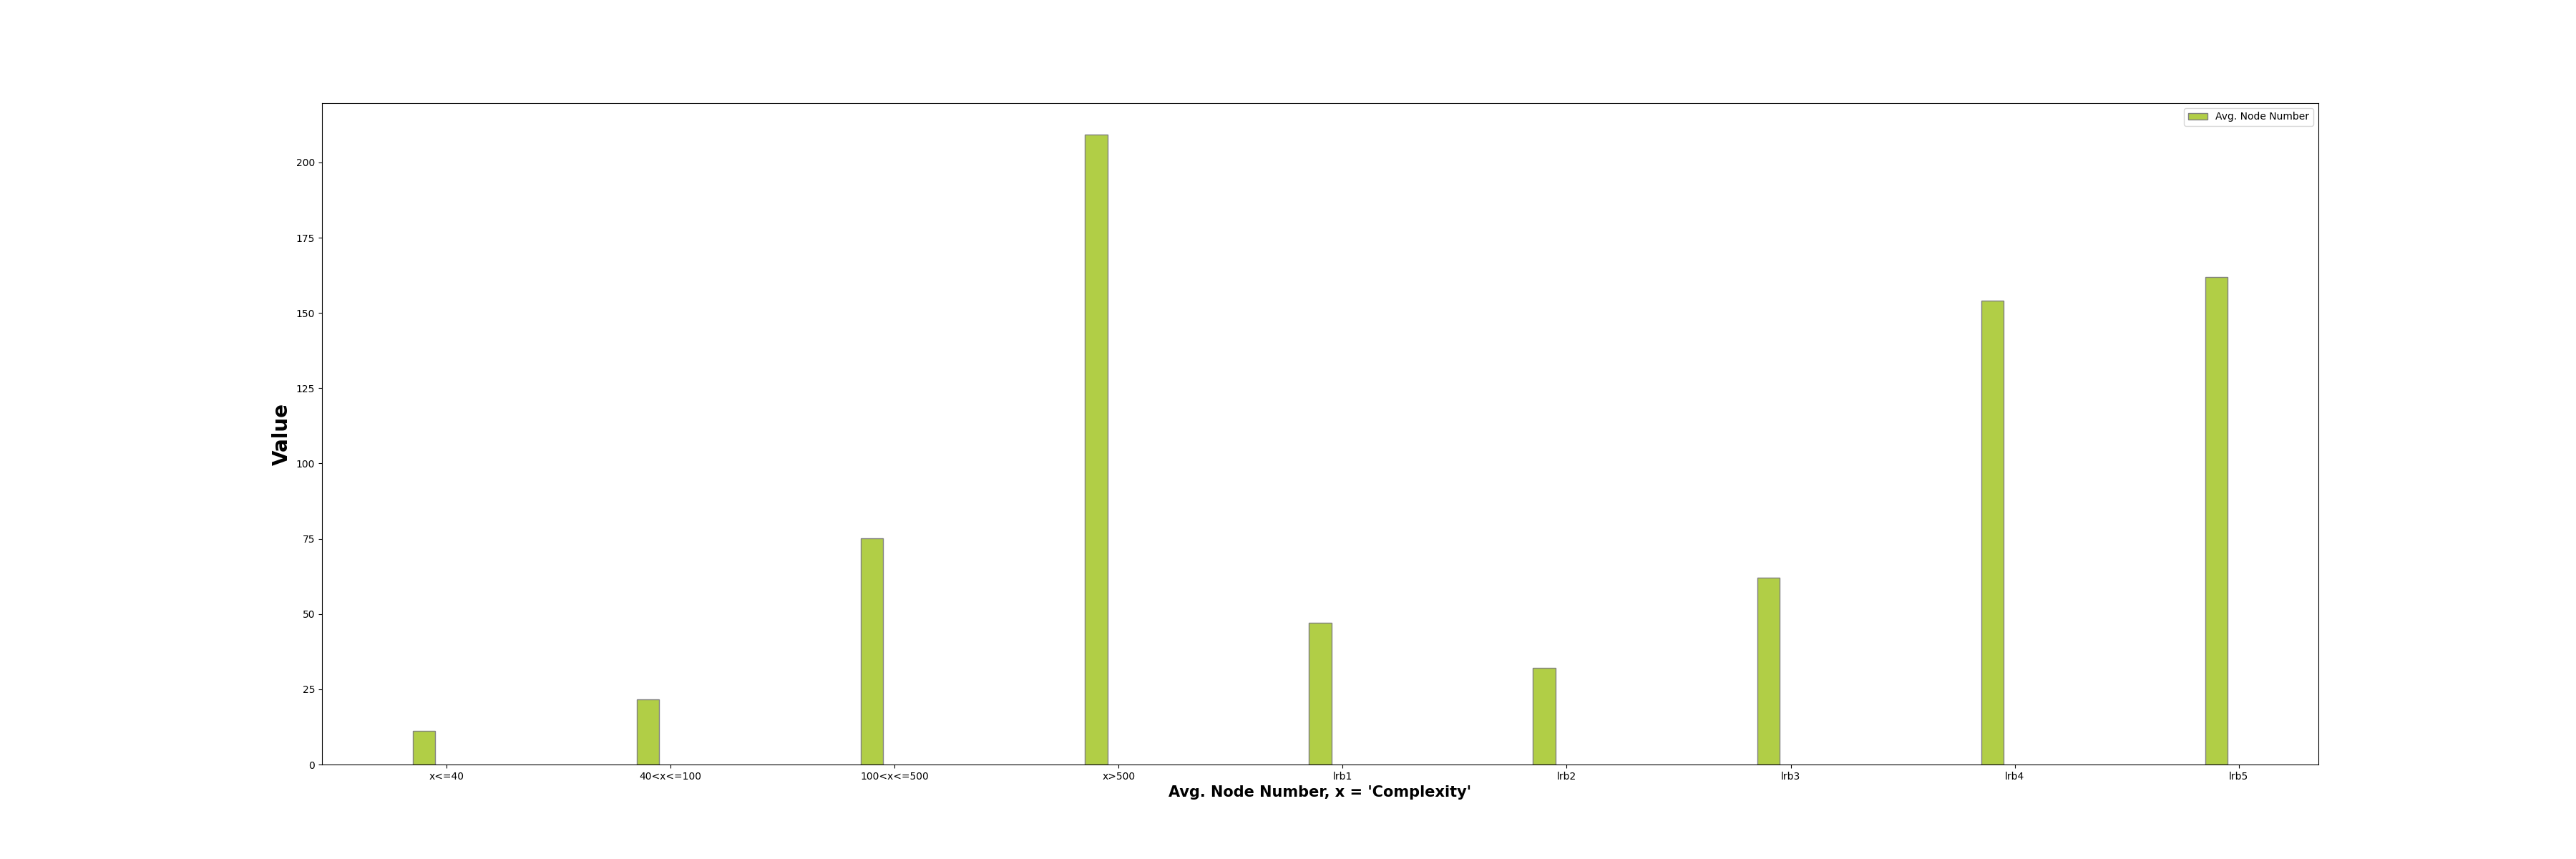 Avg. Node Number
200
175
150
125
100
75
50
25
0
Value
x<=40
40<x<=100
100<x<=500
x>500
lrb1
lrb2
lrb3
lrb4
lrb5
Avg. Node Number, x = 'Complexity'